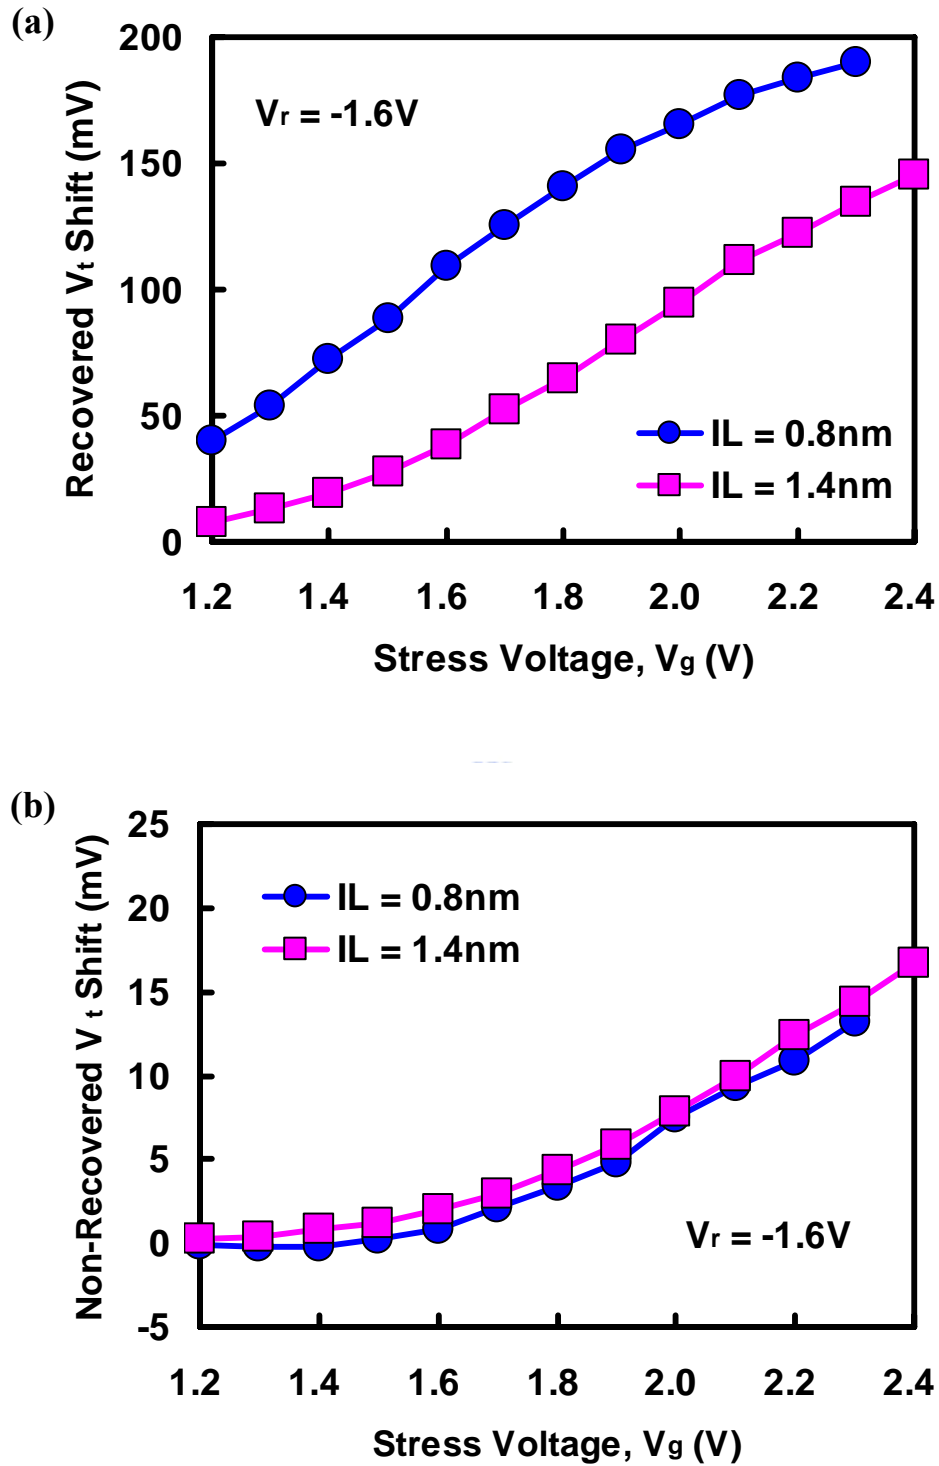 (a)
200
150
100
50
0
Recovered Vt Shift (mV)
Vr = -1.6V
IL = 0.8nm
IL = 1.4nm
1.2 1.4 1.6 1.8 2.0 2.2 2.4
Stress Voltage, Vg (V)
(b)
25
20
15
10
5
0
-5
Non-Recovered V t Shift (mV)
IL = 0.8nm
IL = 1.4nm
Vr = -1.6V
1.2 1.4 1.6 1.8 2.0 2.2 2.4
Stress Voltage, Vg (V)